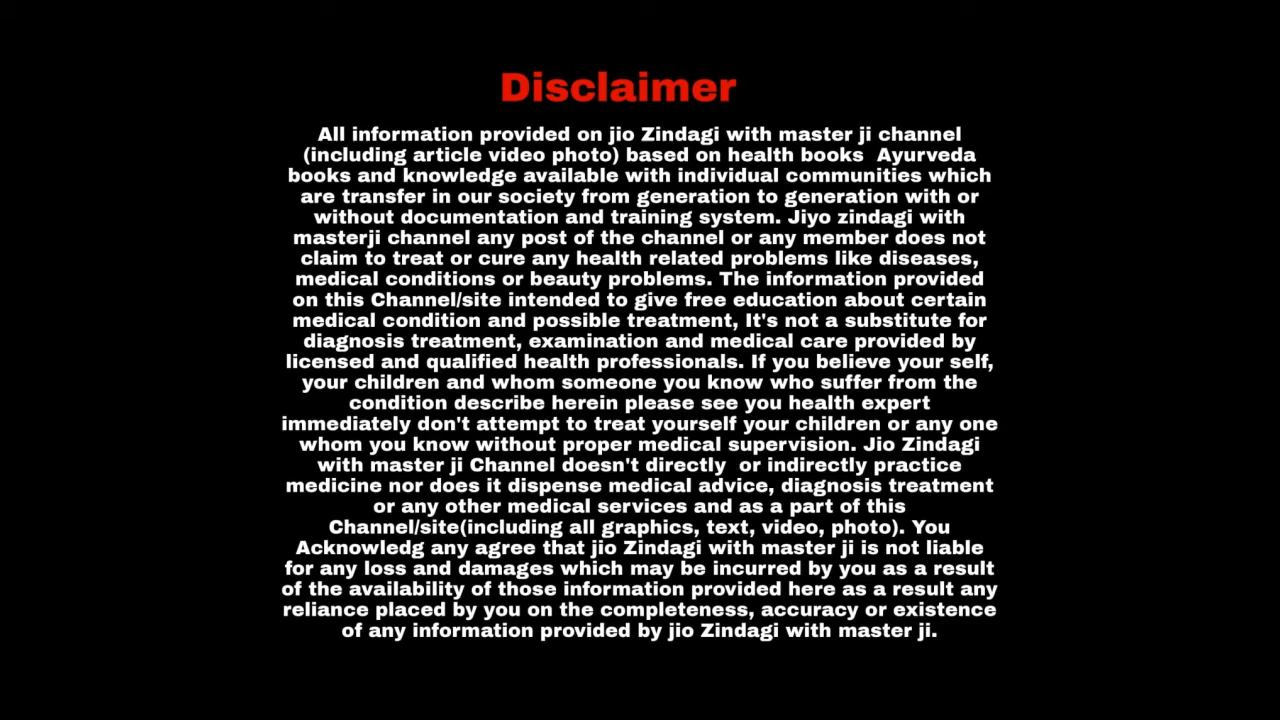 Disclaimer
All information provided on jio Zindagi with master ji channel
(including article video photo) based on health books  Ayurveda
books and knowledge available with individual communities which
are transfer in our society from generation to generation with or
without documentation and training system. Jiyo zindagi with
masterji channel any post of the channel or any member does not
claim to treat or cure any health related problems like diseases,
medical conditions or beauty problems. The information provided
on this Channel/site intended to give free education about certain
medical condition and possible treatment, It's not a substitute for
diagnosis treatment, examination and medical care provided by
licensed and qualified health professionals. If you believe your self,
your children and whom someone you know who suffer from the
condition describe herein please see you health expert
immediately don't attempt to treat yourself your children or any one
whom you know without proper medical supervision. Jio Zindagi
with master ji Channel doesn't directly  or indirectly practice
medicine nor does it dispense medical advice, diagnosis treatment
or any other medical services and as a part of this
Channel/site(including all graphics, text, video, photo). You
Acknowledg any agree that jio Zindagi with master ji is not liable
for any loss and damages which may be incurred by you as a result
of the availability of those information provided here as a result any
reliance placed by you on the completeness, accuracy or existence
of any information provided by jio Zindagi with master ji.